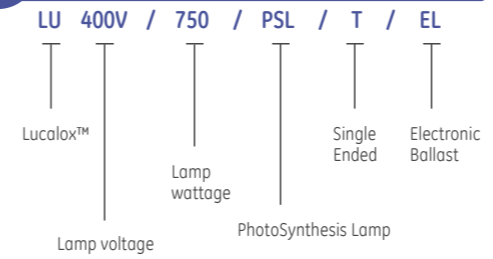 LU 400V / 750 / PSL / T / EL
Lucalox™
Single
Ended
Electronic
Ballast
Lamp
wattage
PhotoSynthesis Lamp
Lamp voltage